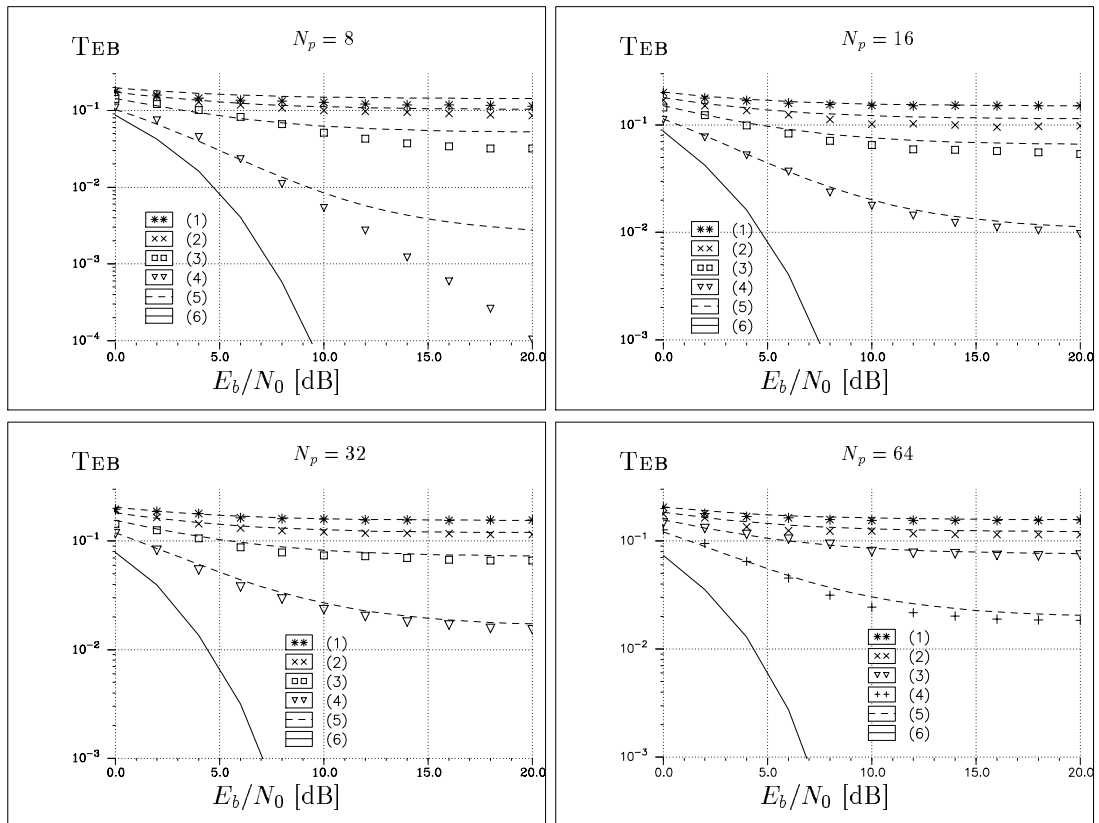 TEB
N_p = 8
10⁻¹
10⁻²
10⁻³
10⁻⁴
(1)
(2)
(3)
(4)
(5)
(6)
0.0 5.0 10.0 15.0 20.0
E_b/N_0 [dB]
TEB
N_p = 16
10⁻¹
10⁻²
10⁻³
(1)
(2)
(3)
(4)
(5)
(6)
0.0 5.0 10.0 15.0 20.0
E_b/N_0 [dB]
TEB
N_p = 32
10⁻¹
10⁻²
10⁻³
(1)
(2)
(3)
(4)
(5)
(6)
0.0 5.0 10.0 15.0 20.0
E_b/N_0 [dB]
TEB
N_p = 64
10⁻¹
10⁻²
10⁻³
(1)
(2)
(3)
(4)
(5)
(6)
0.0 5.0 10.0 15.0 20.0
E_b/N_0 [dB]